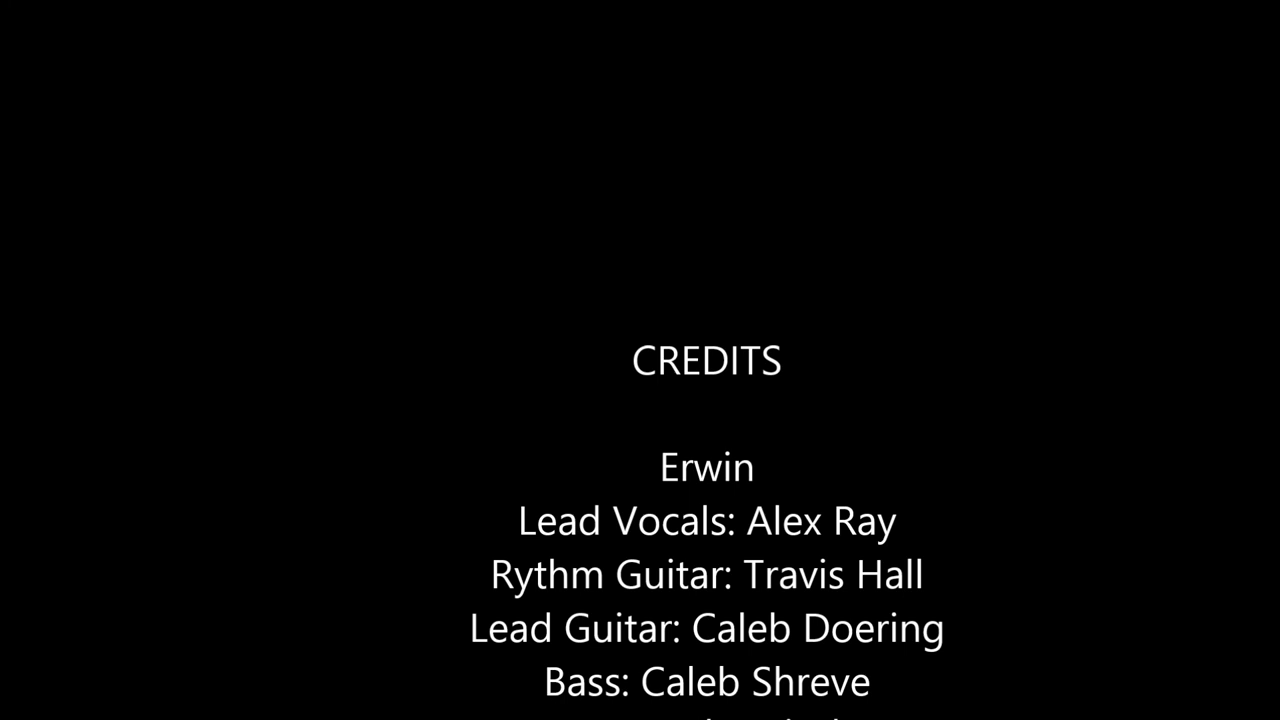 CREDITS
Erwin
Lead Vocals: Alex Ray
Rythm Guitar: Travis Hall
Lead Guitar: Caleb Doering
Bass: Caleb Shreve